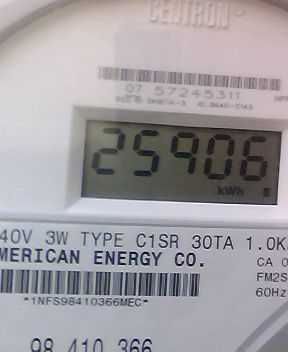 CENTRON®
07 57245311
25906
kWh
40V 3W TYPE C1SR 30TA 1.0K
MERICAN ENERGY CO.
CA 0
FM2S
*1NFS98410366MEC*
60Hz
98 410 366